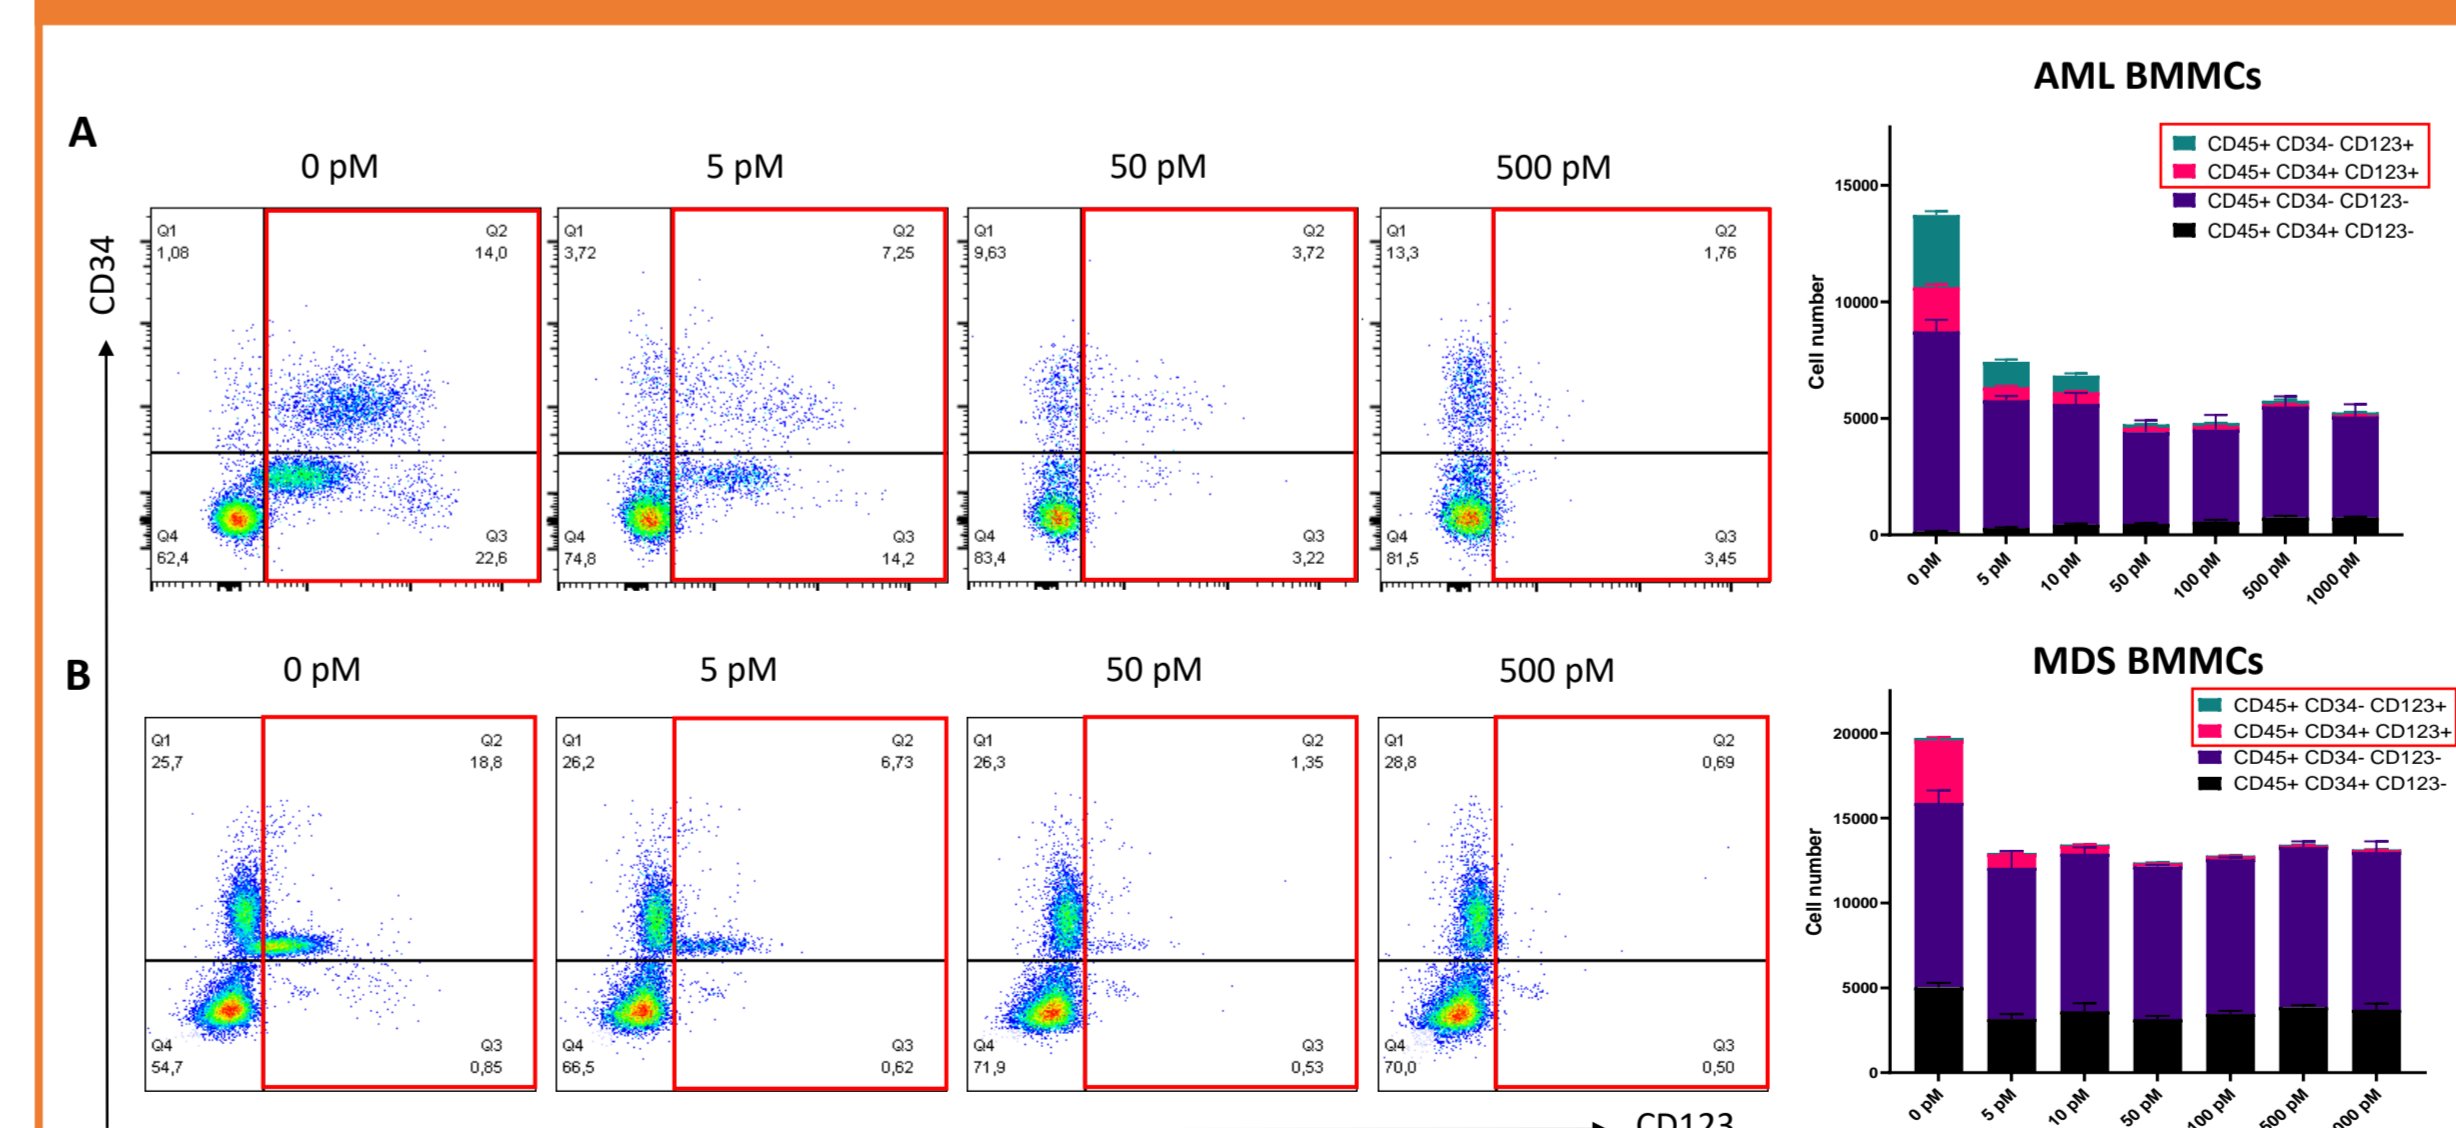 A
0 pM
5 pM
50 pM
500 pM
CD34
Q1
1,08
Q2
14,0
Q4
62,4
Q3
22,6
Q1
3,72
Q2
7,25
Q4
74,8
Q3
14,2
Q1
9,63
Q2
3,72
Q4
83,4
Q3
3,22
Q1
13,3
Q2
1,76
Q4
81,5
Q3
3,45
AML BMMCs
CD45+ CD34- CD123+
CD45+ CD34+ CD123+
CD45+ CD34- CD123-
CD45+ CD34+ CD123-
Cell number
15000
10000
5000
0
0 pM
5 pM
10 pM
50 pM
100 pM
500 pM
1000 pM
B
0 pM
5 pM
50 pM
500 pM
Q1
25,7
Q2
18,8
Q4
54,7
Q3
0,85
Q1
26,2
Q2
6,73
Q4
66,5
Q3
0,62
Q1
26,3
Q2
1,35
Q4
71,9
Q3
0,53
Q1
28,8
Q2
0,69
Q4
70,0
Q3
0,50
CD123
MDS BMMCs
CD45+ CD34- CD123+
CD45+ CD34+ CD123+
CD45+ CD34- CD123-
CD45+ CD34+ CD123-
Cell number
20000
15000
10000
5000
0
0 pM
5 pM
10 pM
50 pM
100 pM
500 pM
pM